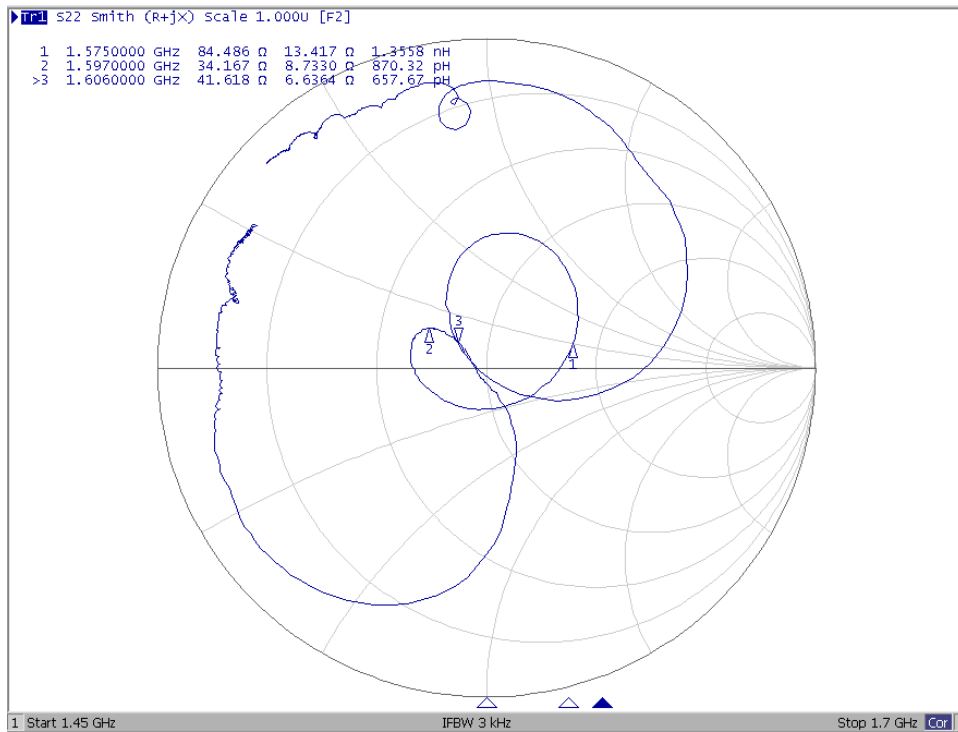 Tr1 S22 Smith (R+jX) Scale 1.000U [F2]
1 1.5750000 GHz 84.486 Ω 13.417 Ω 1.3558 nH
2 1.5970000 GHz 34.167 Ω 8.7330 Ω 870.32 pH
>3 1.6060000 GHz 41.618 Ω 6.6364 Ω 657.67 pH
3
2
1
1 Start 1.45 GHz IFBW 3 kHz Stop 1.7 GHz Cor